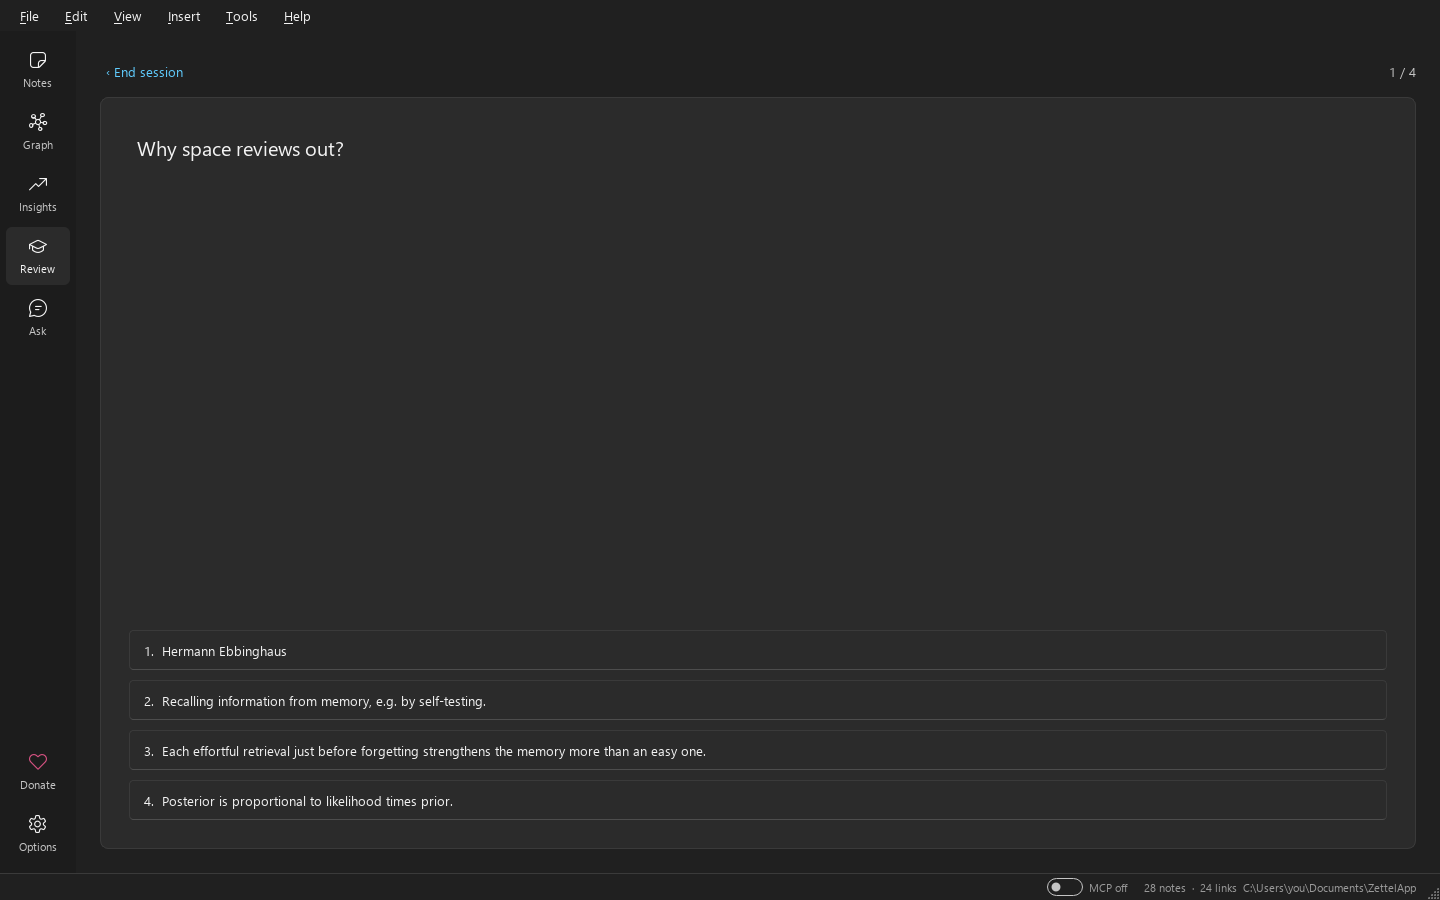 File Edit View Insert Tools Help
Notes
Graph
Insights
Review
Ask
Donate
Options
‹ End session
1 / 4
Why space reviews out?
1. Hermann Ebbinghaus
2. Recalling information from memory, e.g. by self-testing.
3. Each effortful retrieval just before forgetting strengthens the memory more than an easy one.
4. Posterior is proportional to likelihood times prior.
MCP off 28 notes · 24 links C:\Users\you\Documents\ZettelApp